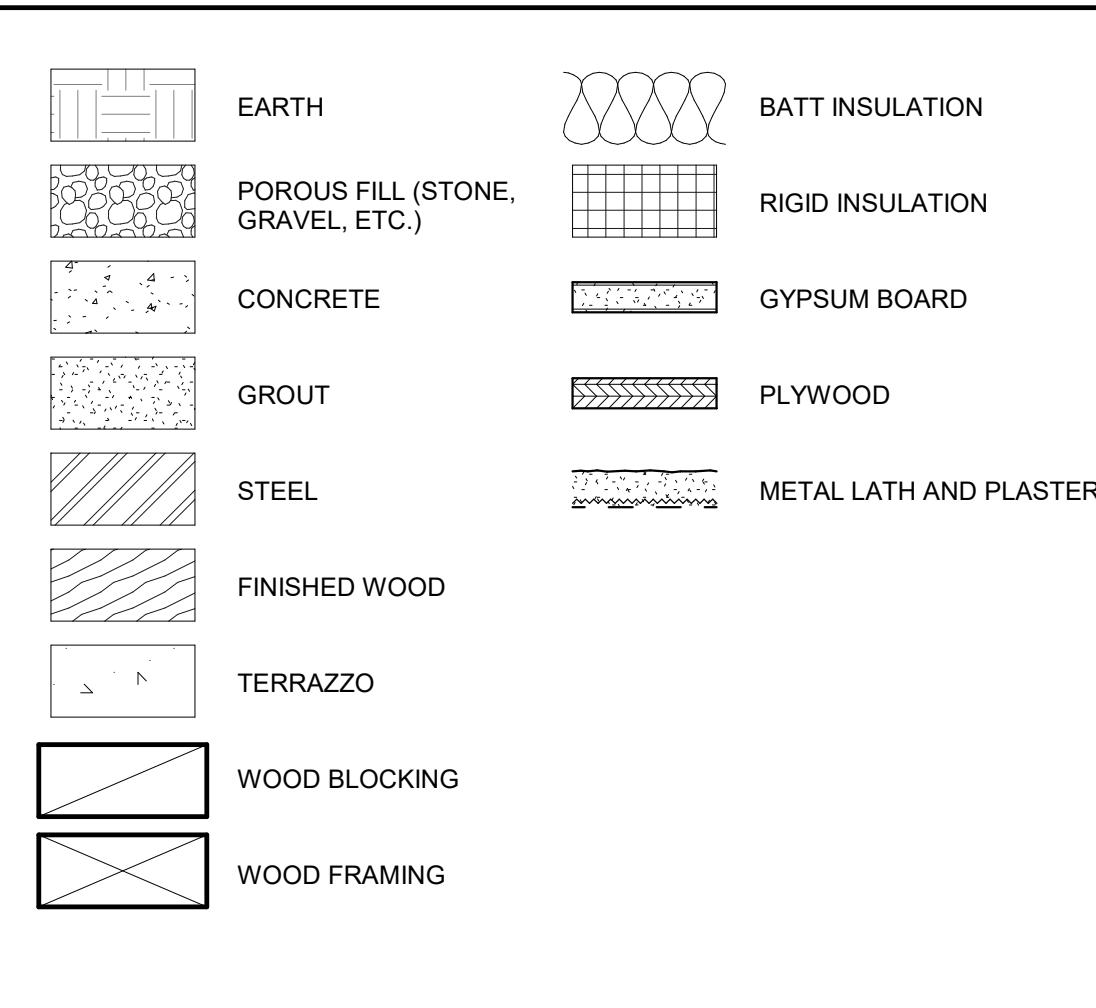 EARTH
POROUS FILL (STONE,
GRAVEL, ETC.)
CONCRETE
GROUT
STEEL
FINISHED WOOD
TERRAZZO
WOOD BLOCKING
WOOD FRAMING
BATT INSULATION
RIGID INSULATION
GYPSUM BOARD
PLYWOOD
METAL LATH AND PLASTER